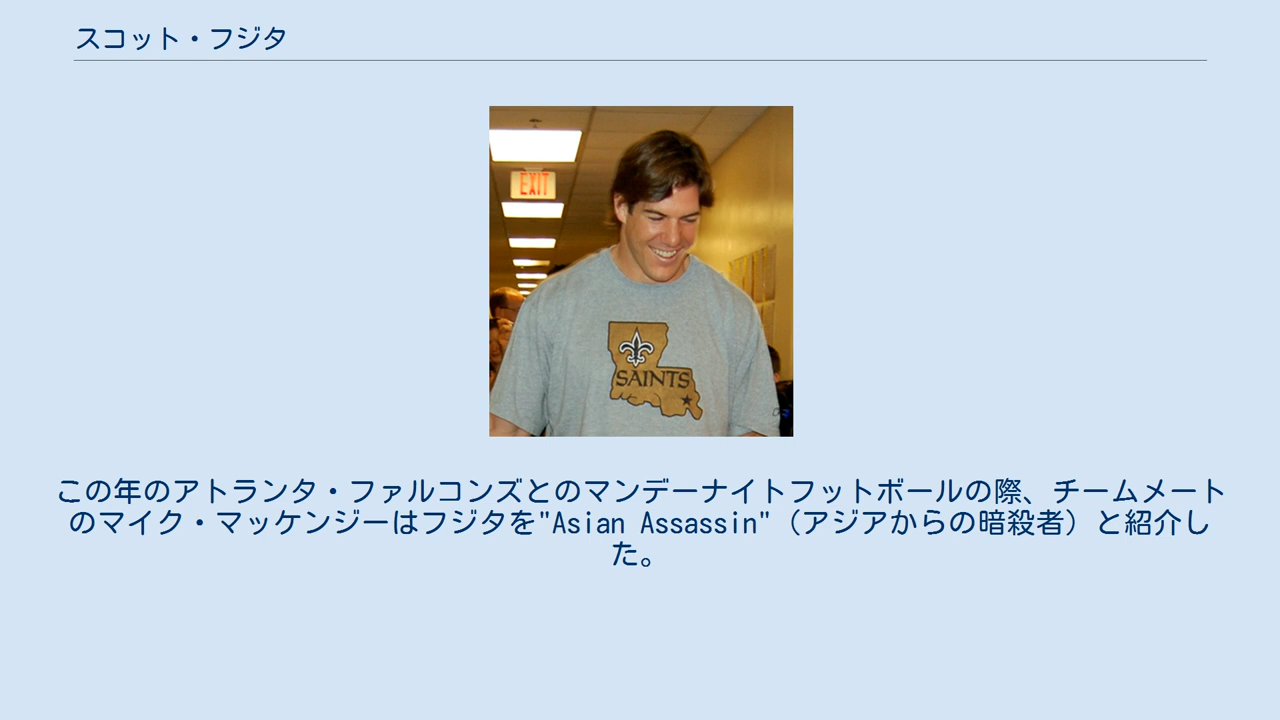 スコット・フジタ
EXIT
SAINTS
この年のアトランタ・ファルコンズとのマンデーナイトフットボールの際、チームメート
のマイク・マッケンジーはフジタを"Asian Assassin"（アジアからの暗殺者）と紹介し
た。